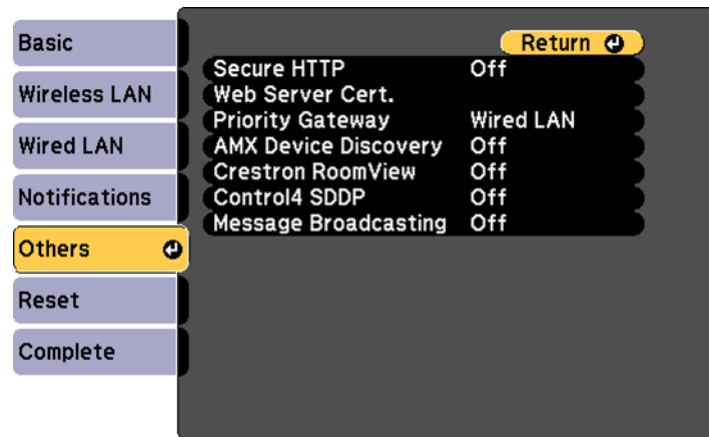 Basic
Wireless LAN
Wired LAN
Notifications
Others
Reset
Complete
Return
Secure HTTP Off
Web Server Cert.
Priority Gateway Wired LAN
AMX Device Discovery Off
Crestron RoomView Off
Control4 SDDP Off
Message Broadcasting Off